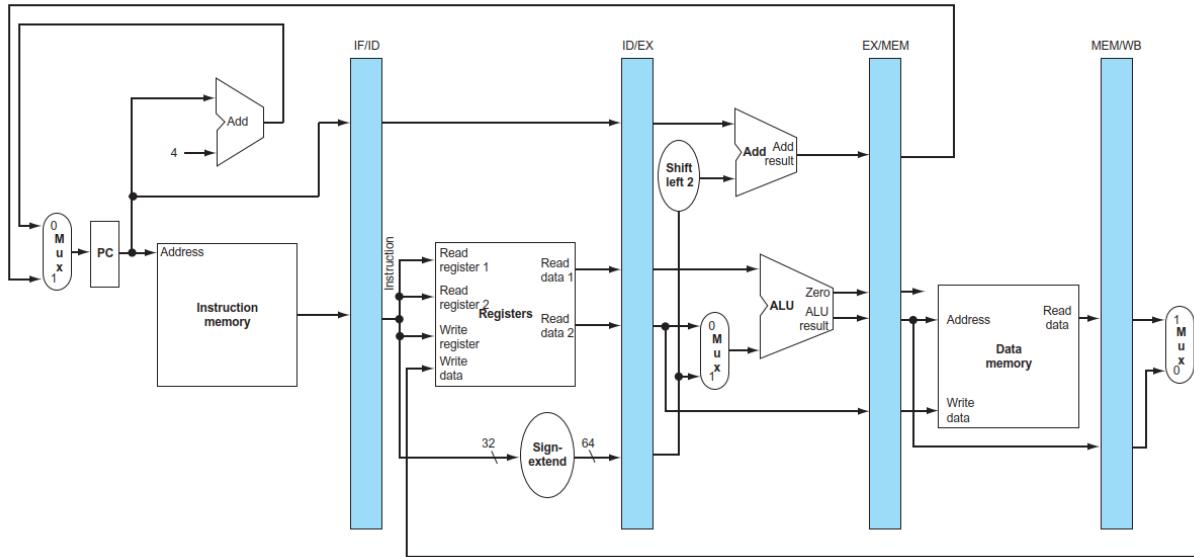 IF/ID
ID/EX
EX/MEM
MEM/WB
Add
4
Add
Add
result
Shift
left 2
0
M
u
x
1
PC
Address
Instruction
memory
Instruction
Read
register 1
Read
register 2
Registers
Write
register
Write
data
Read
data 1
Read
data 2
0
M
u
x
1
Zero
ALU
ALU
result
Address
Read
data
Data
memory
Write
data
1
M
u
x
0
32
Sign-
extend
64